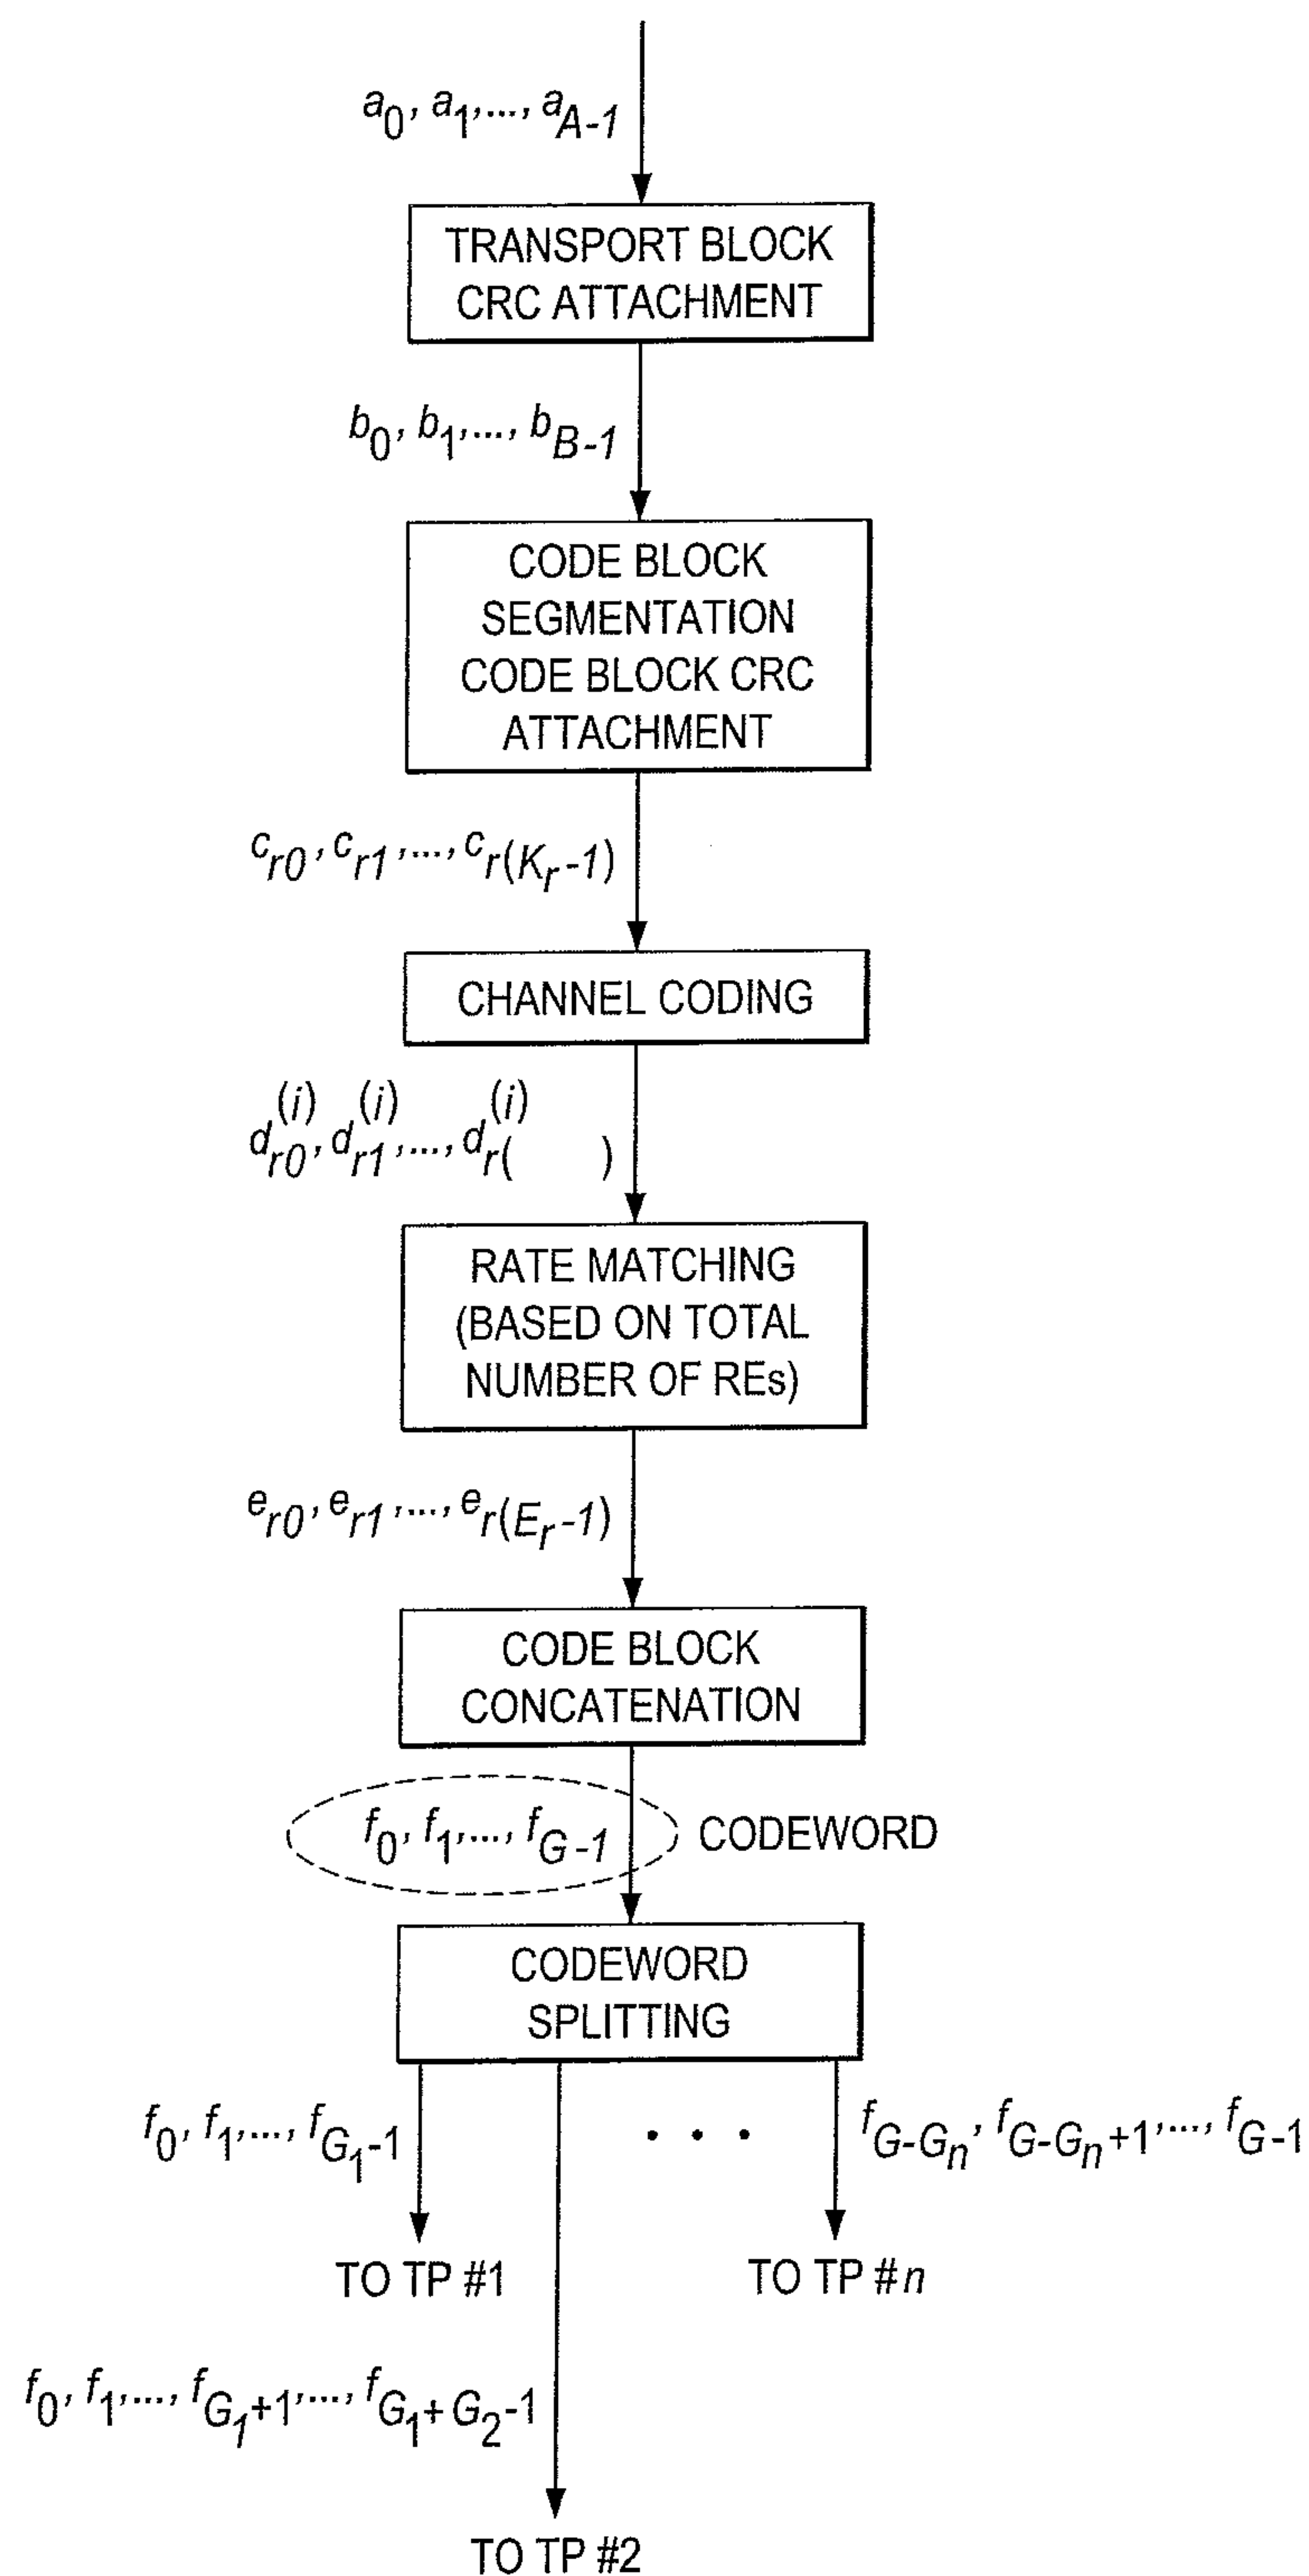 a0, a1,..., aA-1
TRANSPORT BLOCK
CRC ATTACHMENT
b0, b1,..., bB-1
CODE BLOCK
SEGMENTATION
CODE BLOCK CRC
ATTACHMENT
cr0, cr1,..., cr(Kr-1)
CHANNEL CODING
dr0(i), dr1(i),..., dr( )(i)
RATE MATCHING
(BASED ON TOTAL
NUMBER OF REs)
er0, er1,..., er(Er-1)
CODE BLOCK
CONCATENATION
f0, f1,..., fG-1 CODEWORD
CODEWORD
SPLITTING
f0, f1,..., fG1-1
• • •
fG-Gn, fG-Gn+1,..., fG-1
TO TP #1
TO TP #n
f0, f1,..., fG1+1,..., fG1+G2-1
TO TP #2